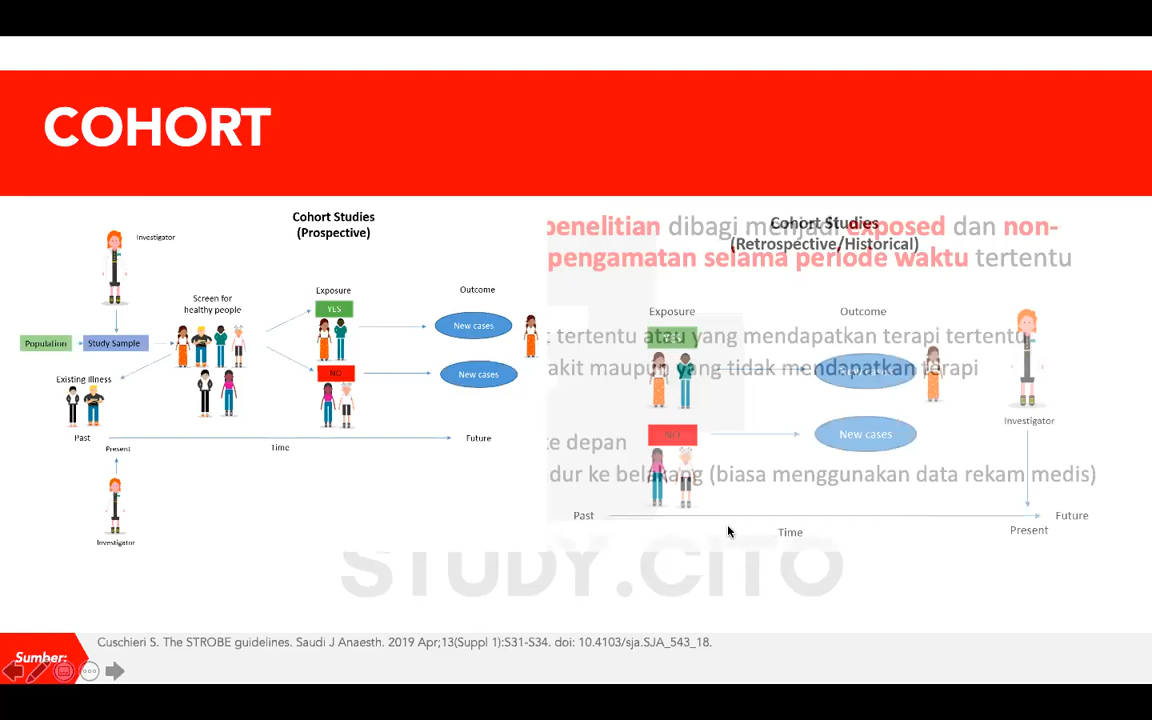 COHORT
Cohort Studies
(Prospective)
Investigator
Screen for
healthy people
Exposure
YES
Outcome
New cases
Population
Study Sample
NO
New cases
Existing Illness
Past
Present
Time
Future
Investigator
penelitian dibagi menjadi exposed dan non-
pengamatan selama periode waktu tertentu
tertentu atau yang mendapatkan terapi tertentu
maupun yang tidak mendapatkan terapi
ke depan
ke belakang (biasa menggunakan data rekam medis)
Cohort Studies
(Retrospective/Historical)
Exposure
YES
Outcome
NO
New cases
Investigator
Past
Time
Present
Future
STUDY.CITO
Sumber:
Cuschieri S. The STROBE guidelines. Saudi J Anaesth. 2019 Apr;13(Suppl 1):S31-S34. doi: 10.4103/sja.SJA_543_18.